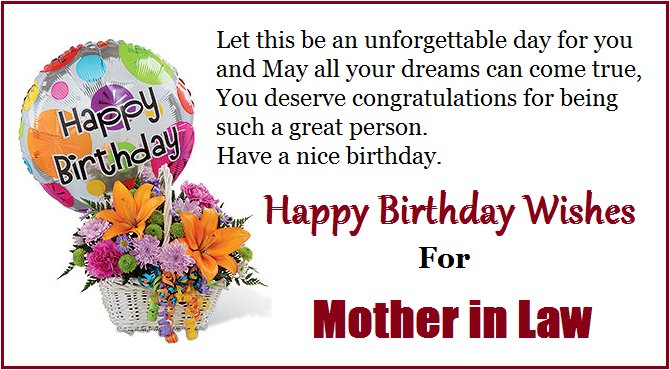 Happy
Birthday
Let this be an unforgettable day for you
and May all your dreams can come true,
You deserve congratulations for being
such a great person.
Have a nice birthday.
Happy Birthday Wishes
For
Mother in Law